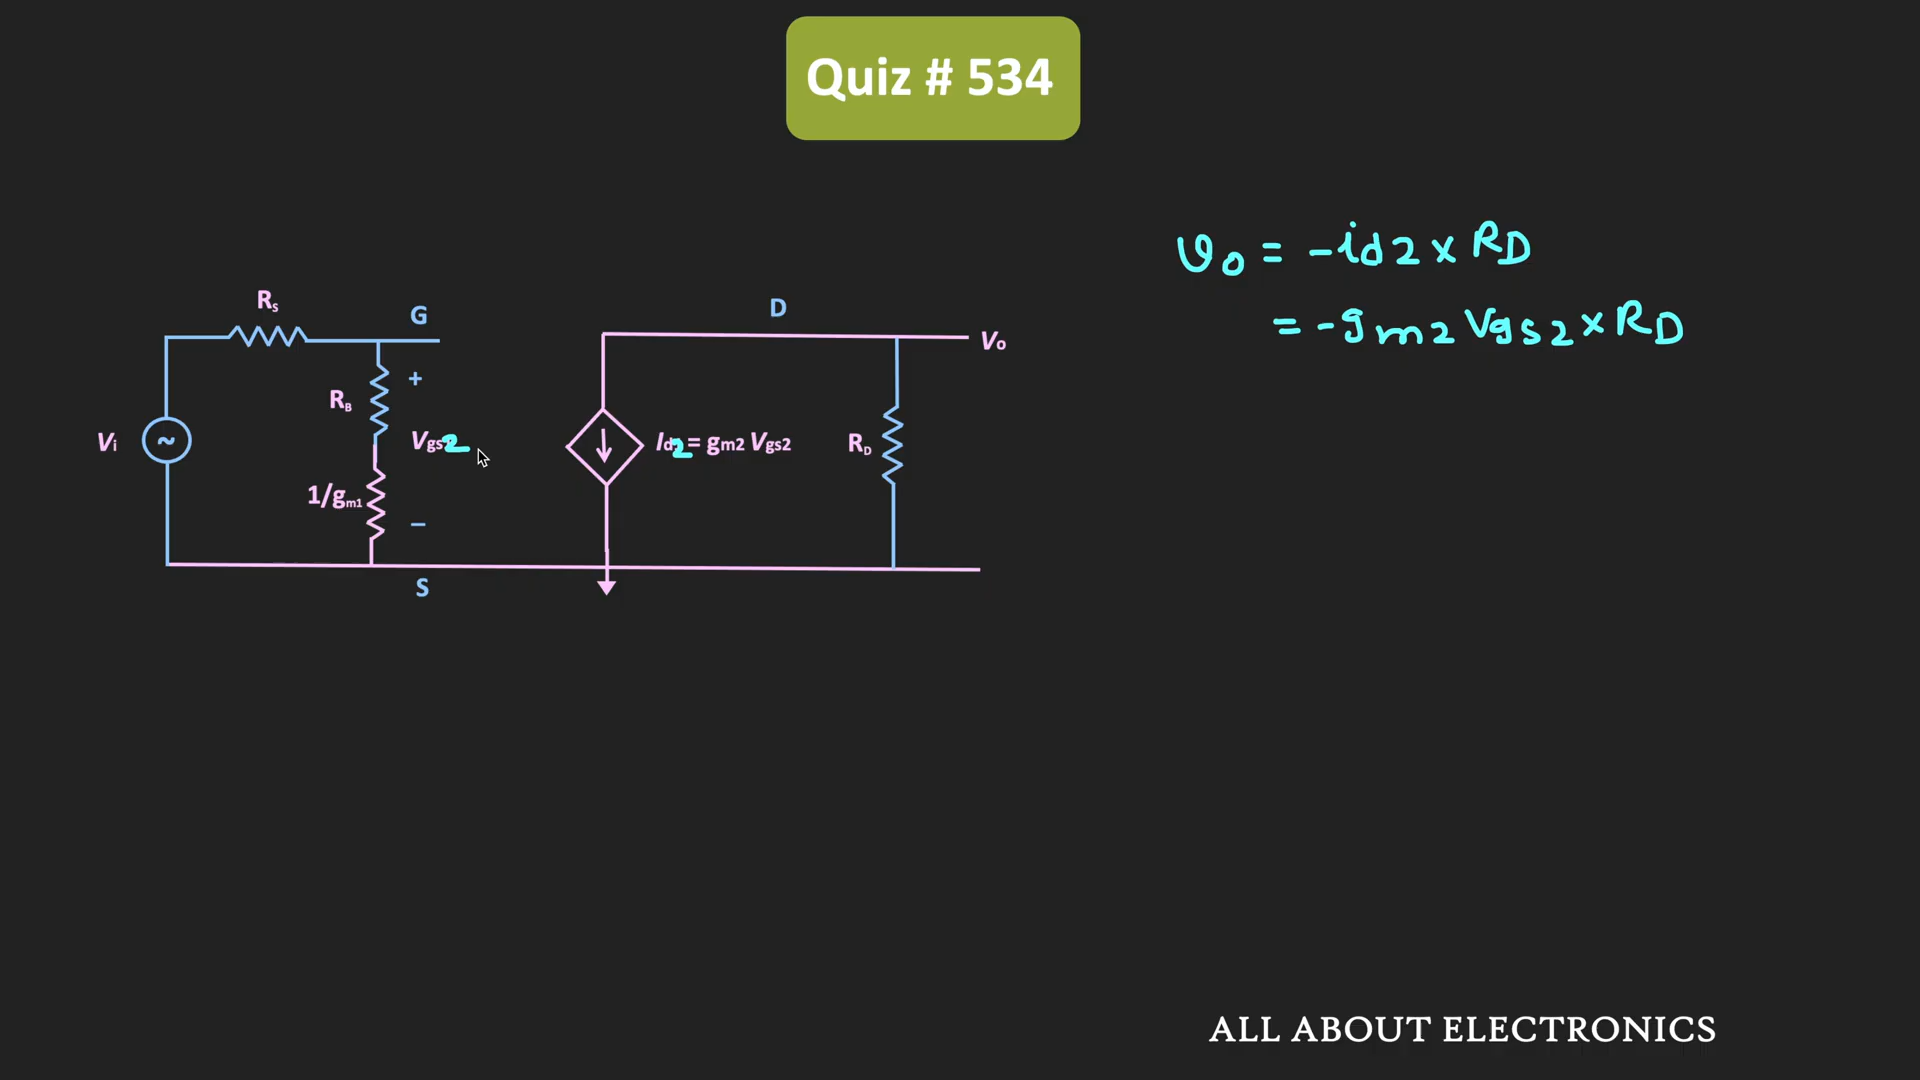 Quiz # 534
v₀ = -id2 × RD
= -gm2 Vgs2 × RD
Rs
G
D
Vo
+
RB
Vi
~
Vgs2
Id2 = gm2 Vgs2
RD
1/gm1
–
S
ALL ABOUT ELECTRONICS